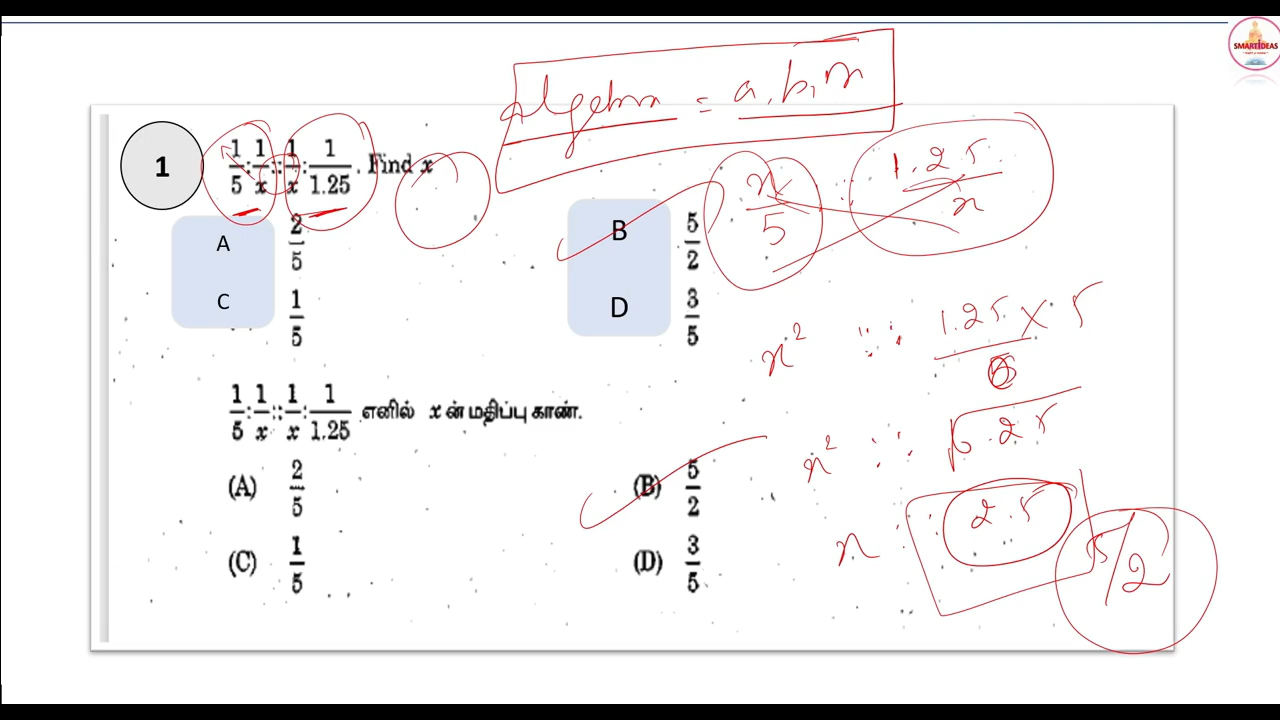 SMART IDEAS
algebra = a, b, x
1
1/5 : 1/x :: 1/x : 1/1.25 . Find x
A 2/5 B 5/2
C 1/5 D 3/5
1/5 : 1/x :: 1/x : 1/1.25 எனில் x ன் மதிப்பு காண்.
(A) 2/5 (B) 5/2
(C) 1/5 (D) 3/5
x/5 :: 1.25/x
x² :: 1.25 x 5
x² :: 6.25
x :: 2.5
5/2